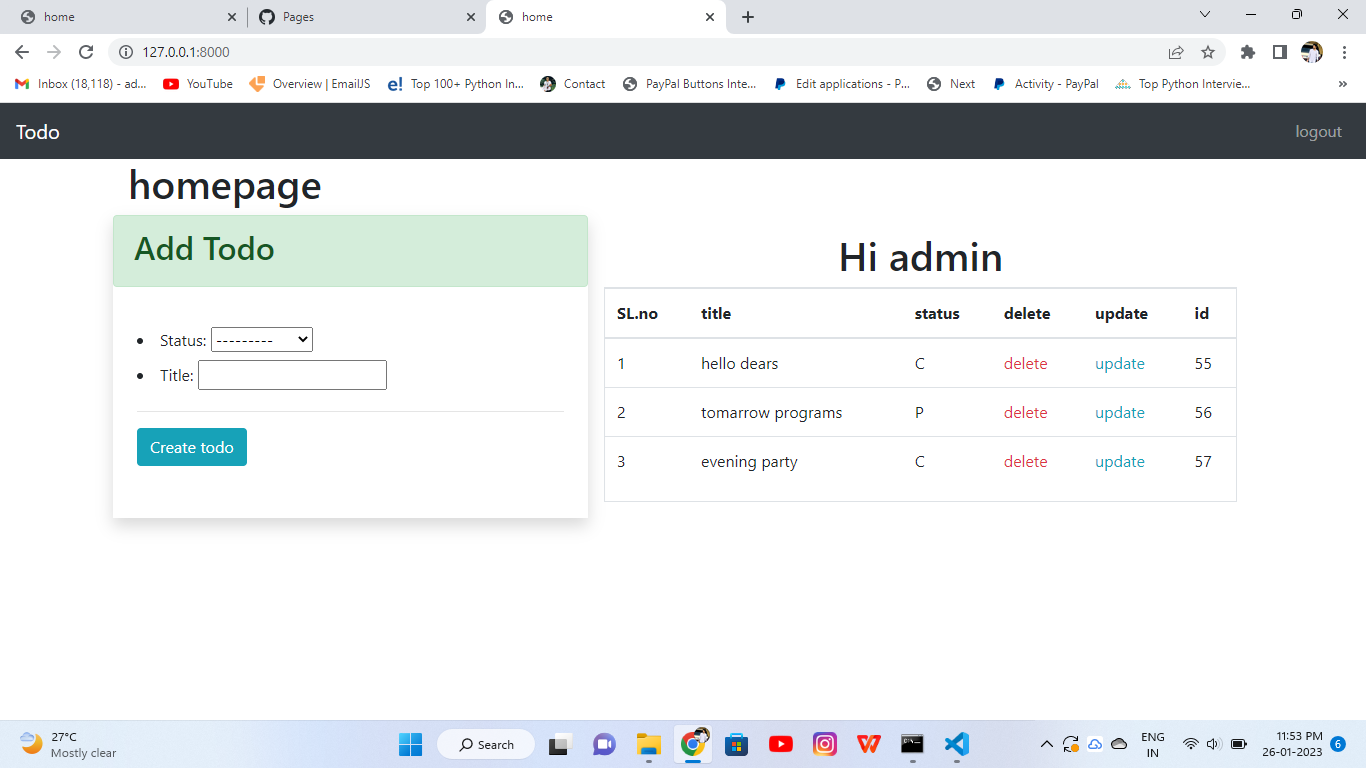 home
Pages
home
127.0.0.1:8000
Inbox (18,118) - ad...
YouTube
Overview | EmailJS
e! Top 100+ Python In...
Contact
PayPal Buttons Inte...
Edit applications - P...
Next
Activity - PayPal
Top Python Intervie...
»
Todo
logout
homepage
Add Todo
Status: ---------
Title:
Create todo
Hi admin
SL.no title status delete update id
1 hello dears C delete update 55
2 tomarrow programs P delete update 56
3 evening party C delete update 57
27°C
Mostly clear
Search
ENG
IN
11:53 PM
26-01-2023
6